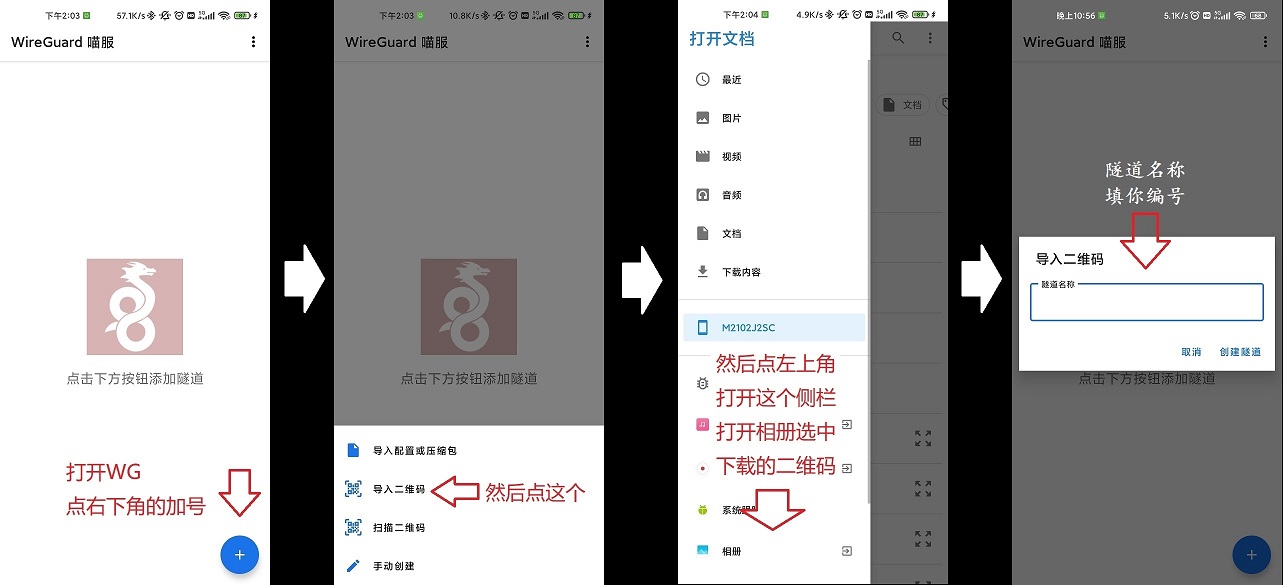 下午2:03
57.1K/s
WireGuard 喵服
点击下方按钮添加隧道
打开WG
点右下角的加号
下午2:03
10.8K/s
WireGuard 喵服
点击下方按钮添加隧道
导入配置或压缩包
导入二维码
然后点这个
扫描二维码
手动创建
下午2:04
4.9K/s
打开文档
最近
图片
视频
音频
文档
下载内容
M2102J2SC
然后点左上角
打开这个侧栏
打开相册选中
下载的二维码
系统
相册
文档
晚上10:56
5.1K/s
WireGuard 喵服
隧道名称
填你编号
导入二维码
隧道名称
取消
创建隧道
点击下方按钮添加隧道